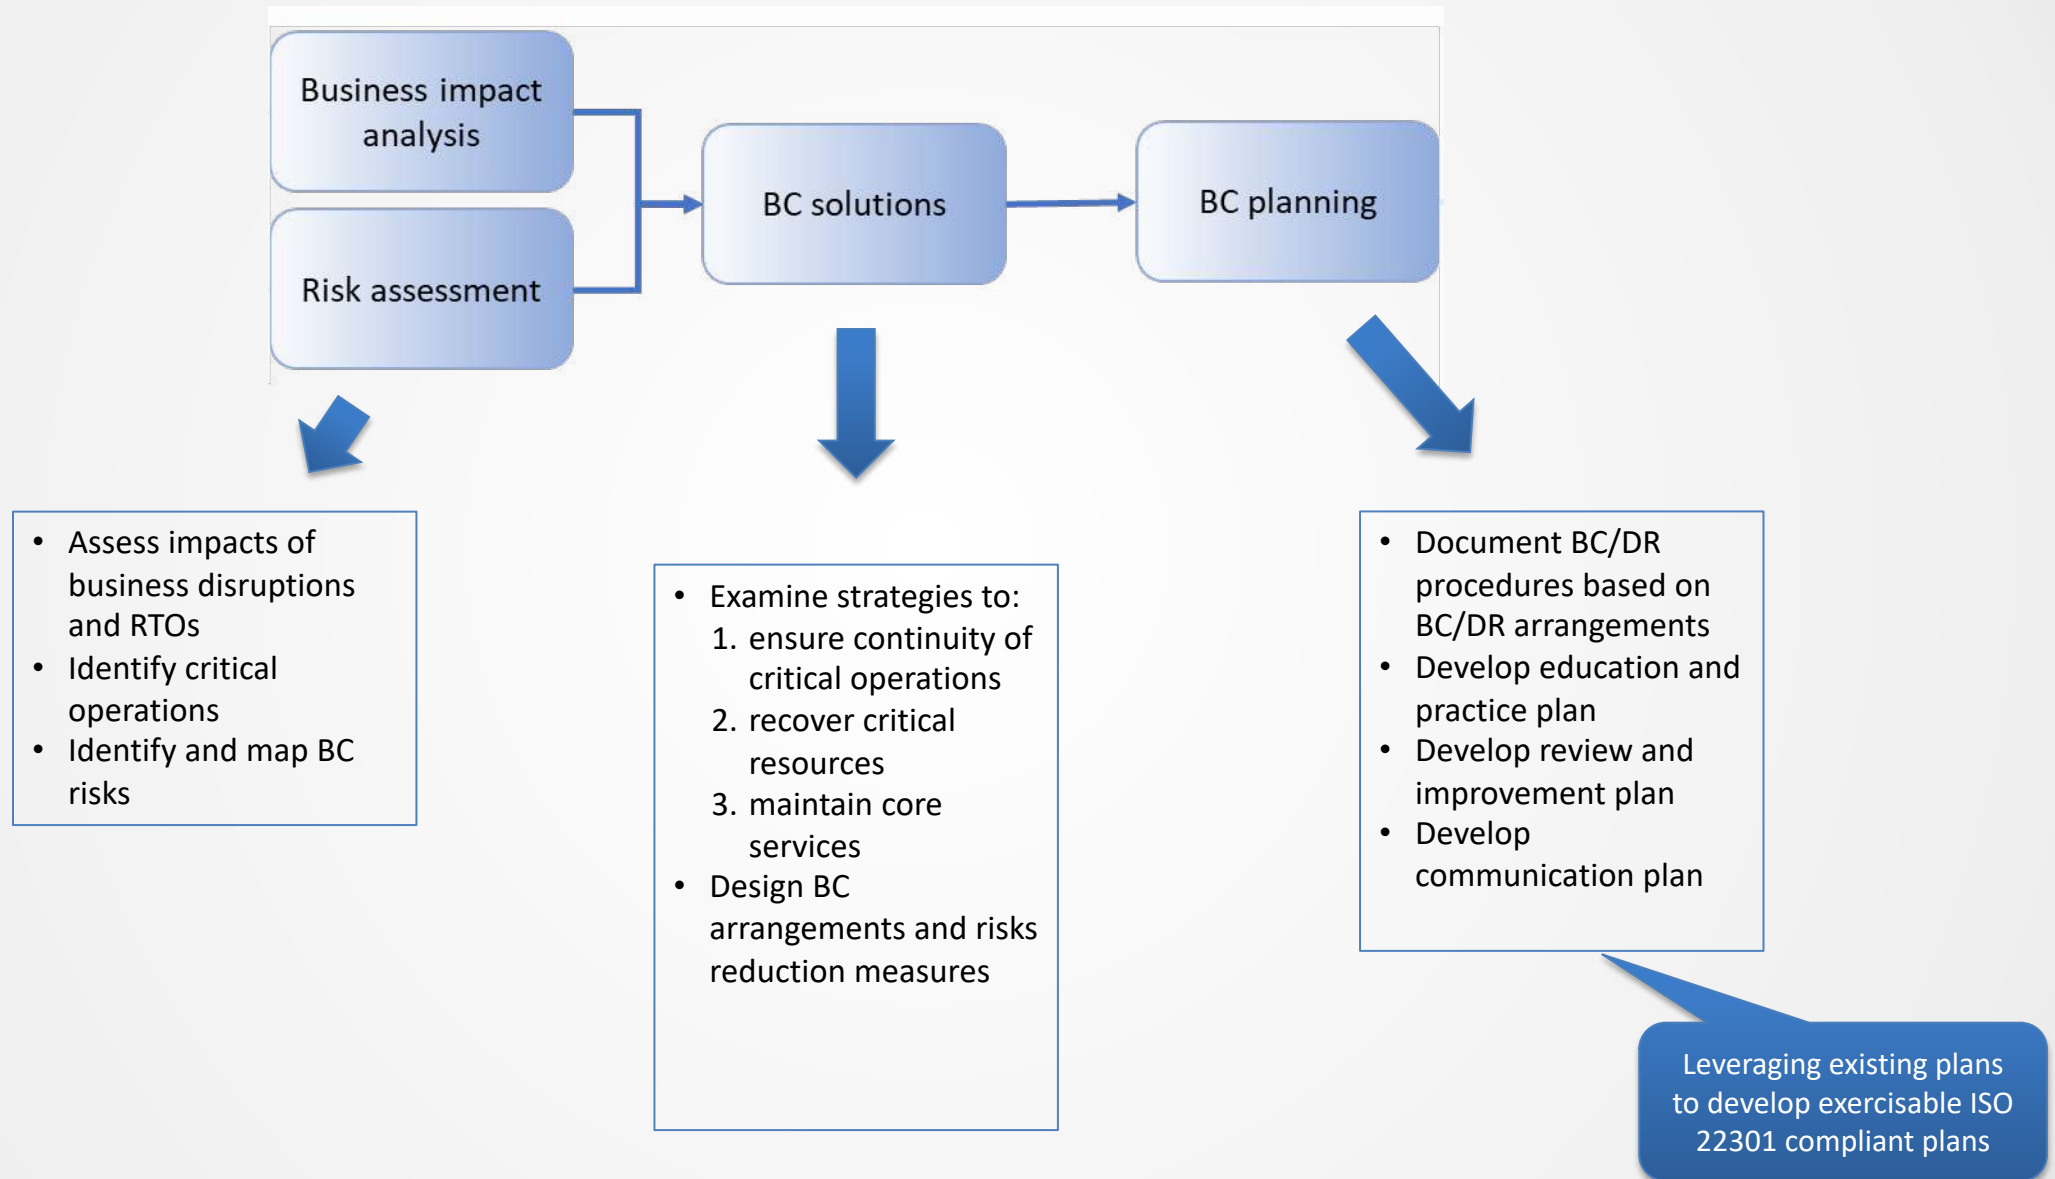 Business impact
analysis
Risk assessment
BC solutions
BC planning
• Assess impacts of
business disruptions
and RTOs
• Identify critical
operations
• Identify and map BC
risks
• Examine strategies to:
1. ensure continuity of
critical operations
2. recover critical
resources
3. maintain core
services
• Design BC
arrangements and risks
reduction measures
• Document BC/DR
procedures based on
BC/DR arrangements
• Develop education and
practice plan
• Develop review and
improvement plan
• Develop
communication plan
Leveraging existing plans
to develop exercisable ISO
22301 compliant plans